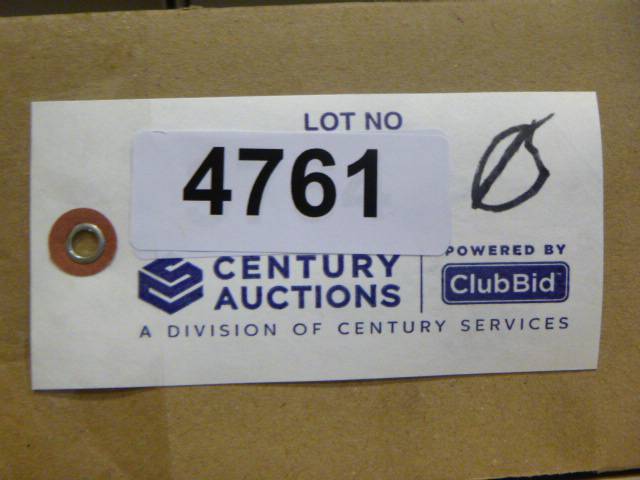 LOT NO
4761
CENTURY
AUCTIONS
POWERED BY
ClubBid
A DIVISION OF CENTURY SERVICES